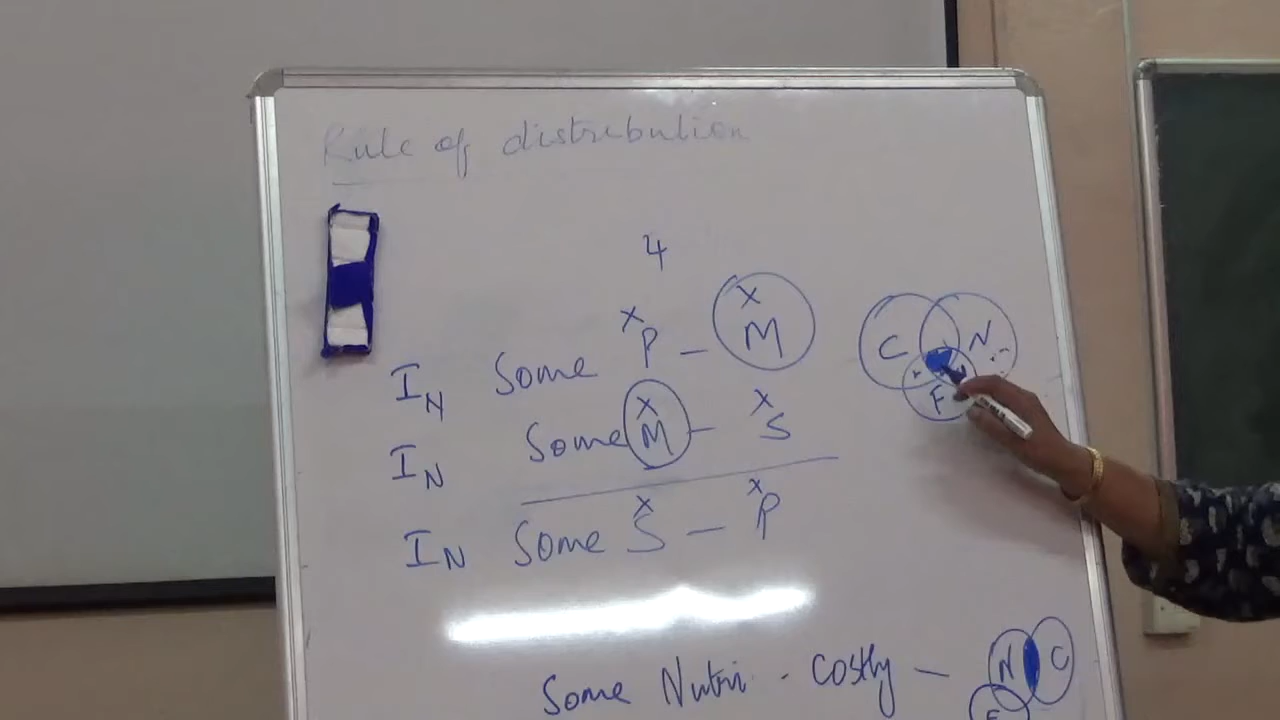 Rule of distribution
4
x x
IN Some P – M
x x
IN Some M – S
x x
IN Some S – P
C N
F
Some Nutri - Costly – N C
F